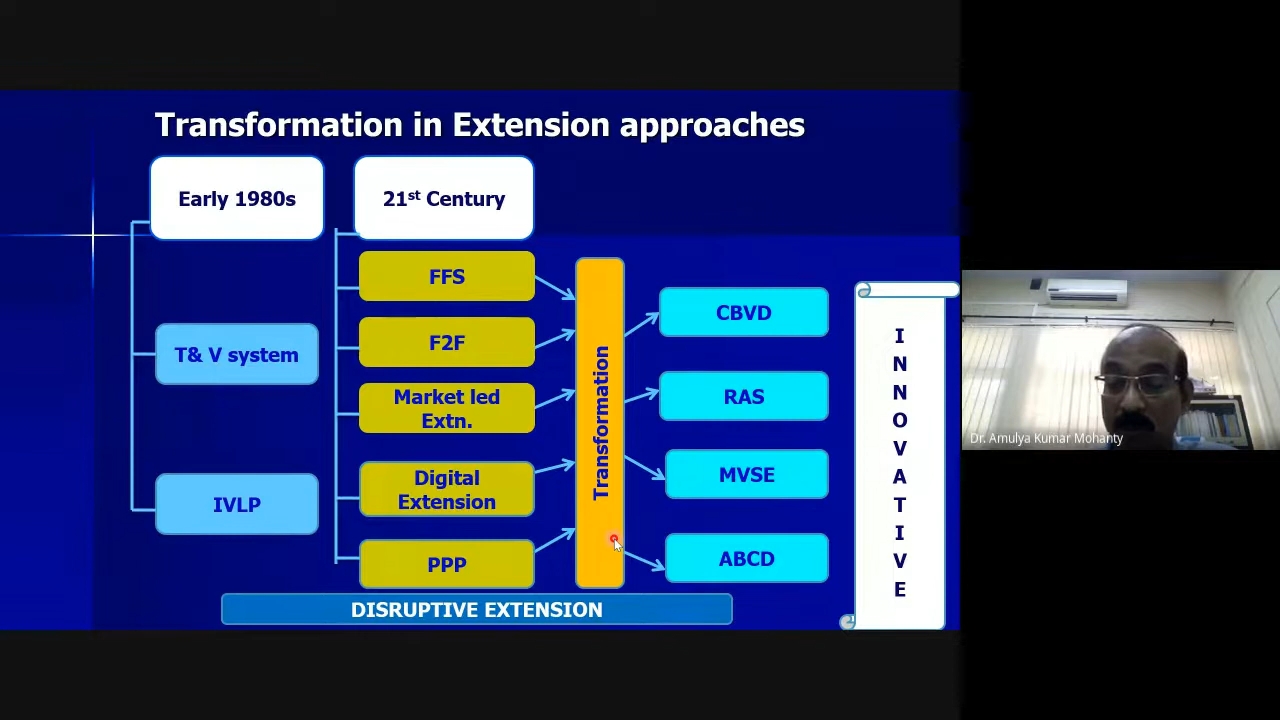 Transformation in Extension approaches
Early 1980s
21st Century
T& V system
IVLP
FFS
F2F
Market led
Extn.
Digital
Extension
PPP
Transformation
CBVD
RAS
MVSE
ABCD
INNOVATIVE
DISRUPTIVE EXTENSION
Dr. Amulya Kumar Mohanty